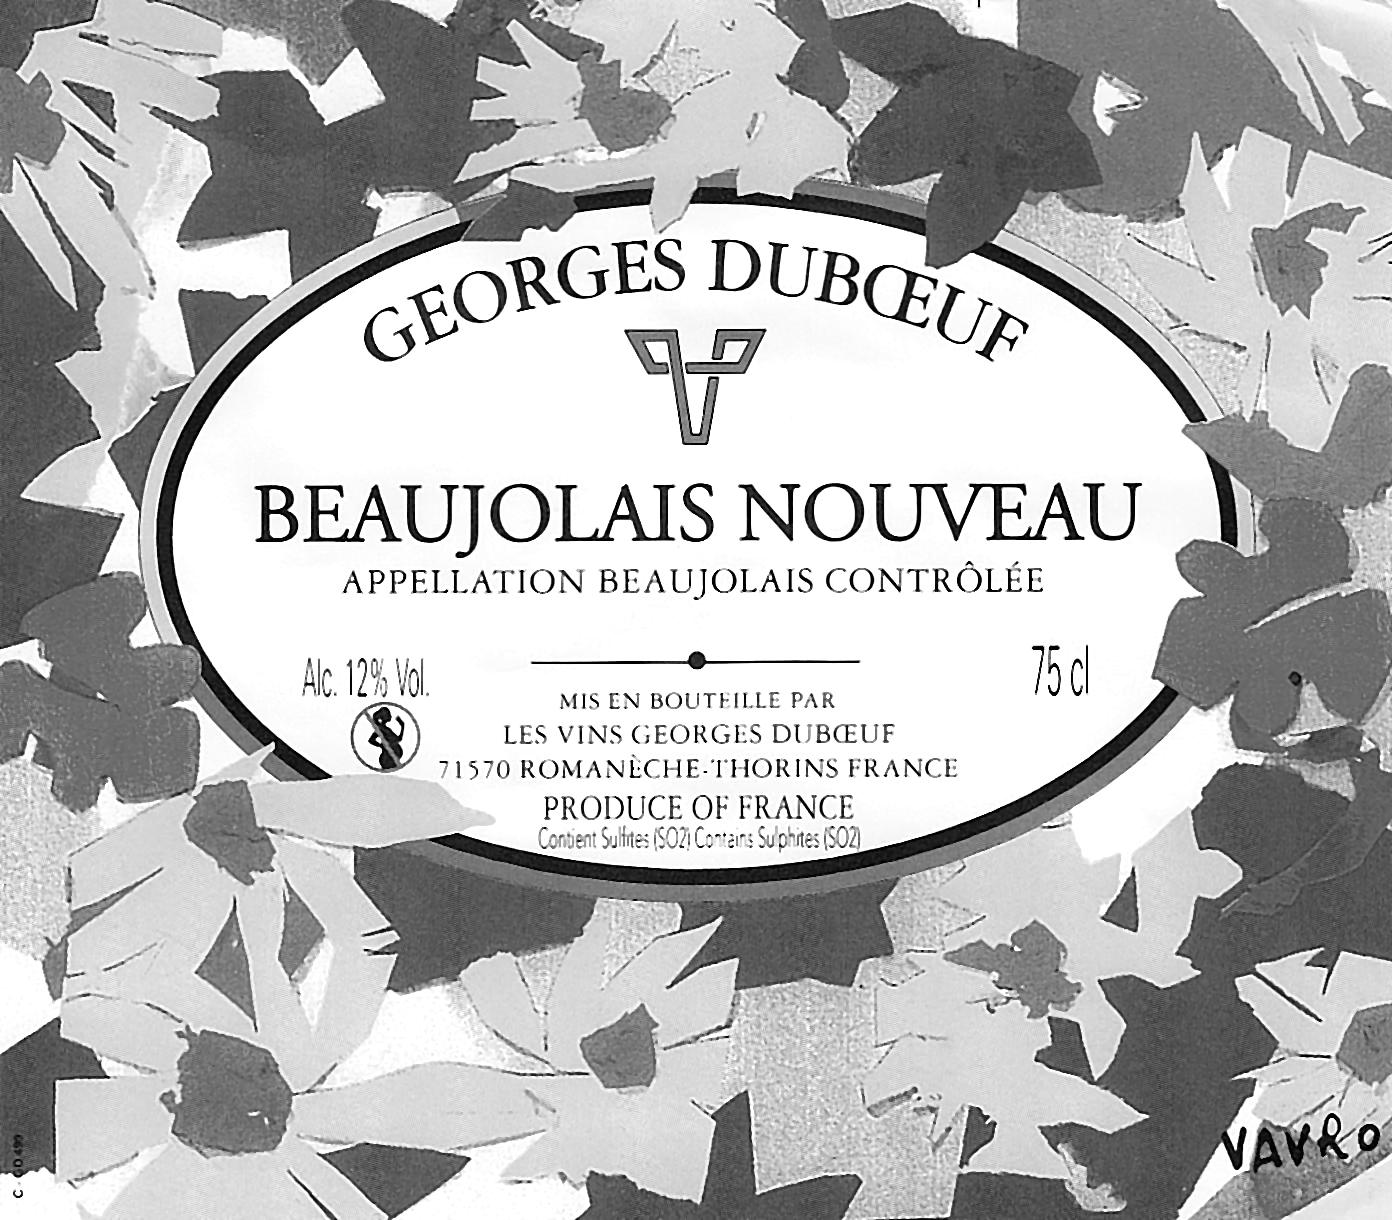 GEORGES DUBŒUF
BEAUJOLAIS NOUVEAU
APPELLATION BEAUJOLAIS CONTRÔLÉE
Alc. 12% Vol.
75 cl
MIS EN BOUTEILLE PAR
LES VINS GEORGES DUBŒUF
71570 ROMANÈCHE-THORINS FRANCE
PRODUCE OF FRANCE
Contient Sulfites (SO2) Contains Sulphites (SO2)
VAVRO